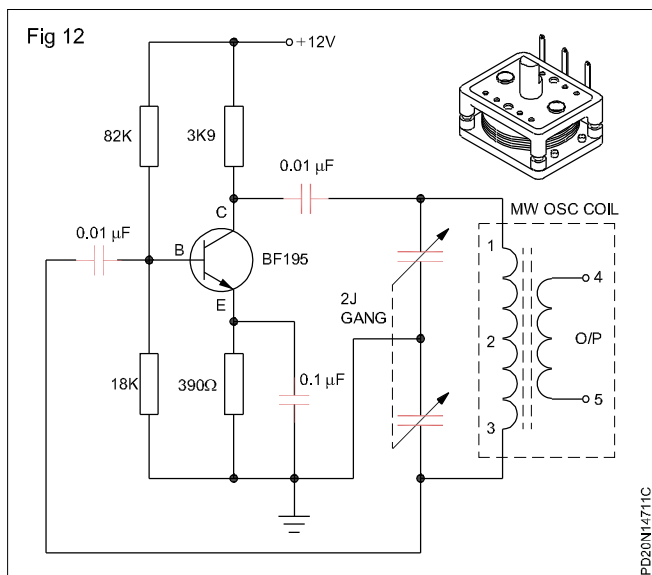 Fig 12
+12V
82K
3K9
0.01 µF
MW OSC COIL
0.01 µF
C
B
BF195
E
1
2
3
4
O/P
5
2J
GANG
18K
390Ω
0.1 µF
PD20N14711C